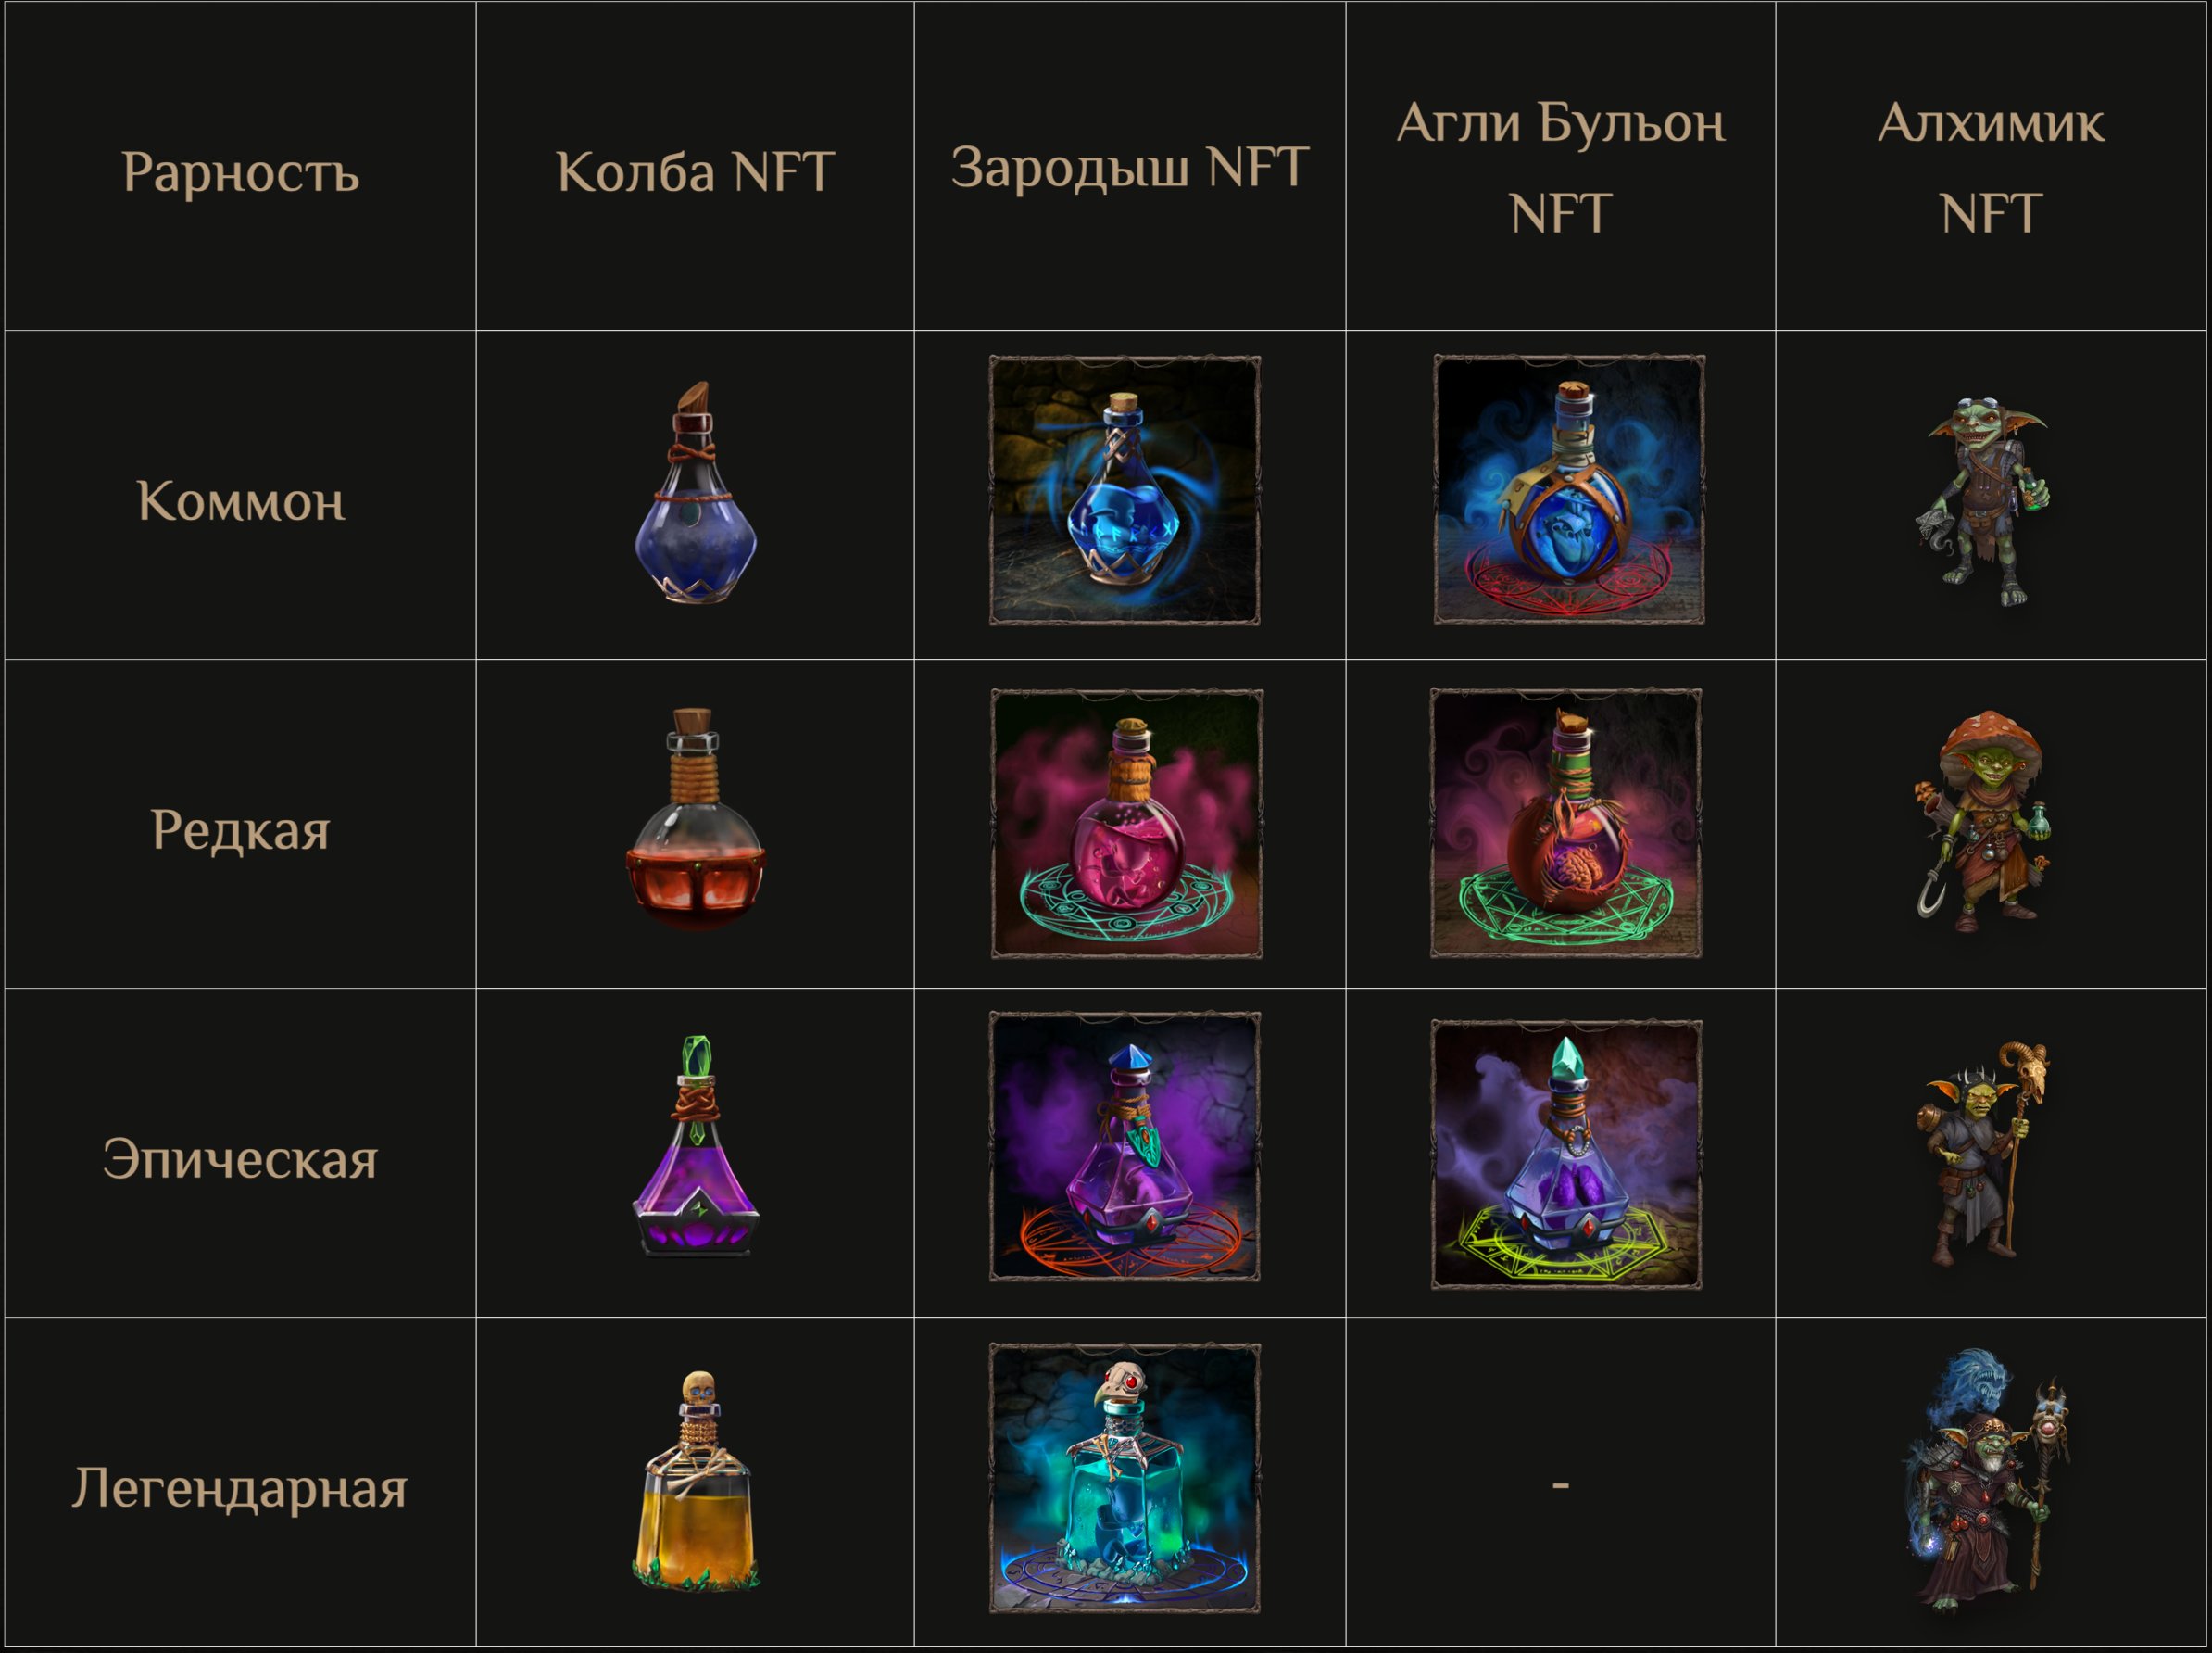 Рарность
Колба NFT
Зародыш NFT
Агли Бульон
NFT
Алхимик
NFT
Коммон
Редкая
Эпическая
Легендарная
-